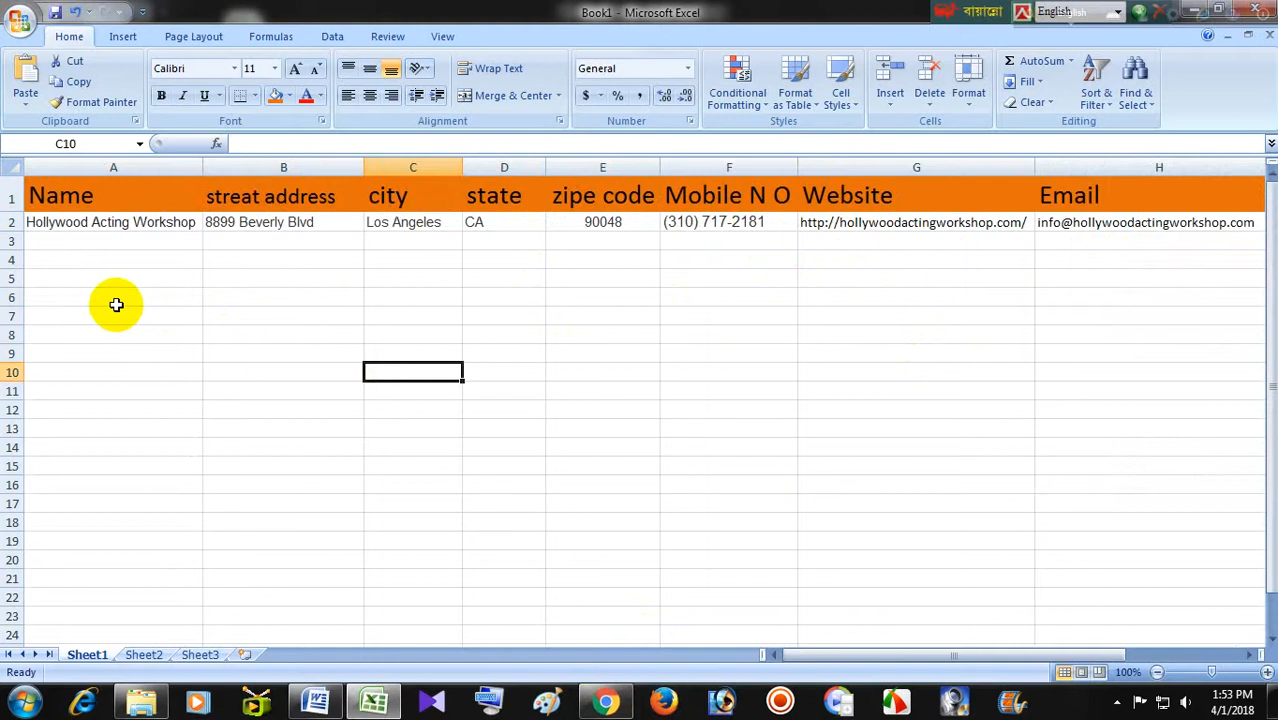 Book1 - Microsoft Excel
বায়ান্নো
English
Home Insert Page Layout Formulas Data Review View
Paste
Cut
Copy
Format Painter
Clipboard
Calibri 11
B I U
Font
Wrap Text
Merge & Center
Alignment
General
$ % ,
Number
Conditional Formatting
Format as Table
Cell Styles
Styles
Insert
Delete
Format
Cells
AutoSum
Fill
Clear
Sort & Filter
Find & Select
Editing
C10
fx
A B C D E F G H
1 Name streat address city state zipe code Mobile N O Website Email
2 Hollywood Acting Workshop 8899 Beverly Blvd Los Angeles CA 90048 (310) 717-2181 http://hollywoodactingworkshop.com/ info@hollywoodactingworkshop.com
3
4
5
6
7
8
9
10
11
12
13
14
15
16
17
18
19
20
21
22
23
24
Sheet1 Sheet2 Sheet3
Ready
100%
1:53 PM
4/1/2018